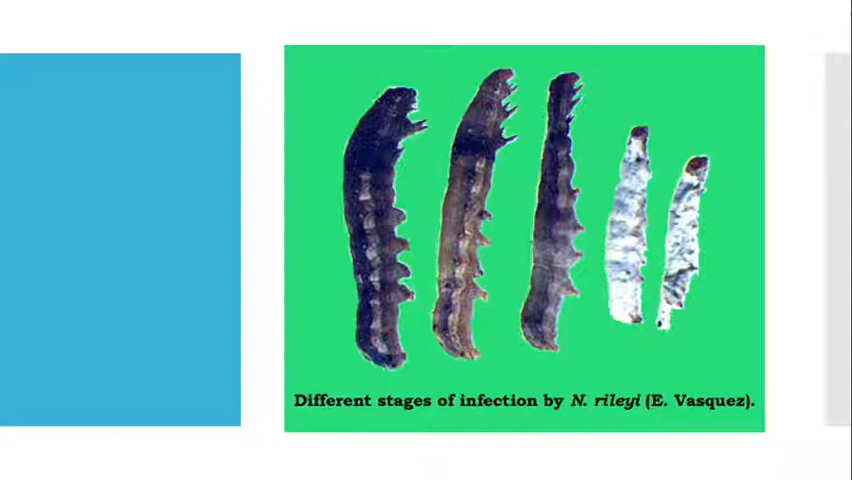 Different stages of infection by N. rileyi (E. Vasquez).